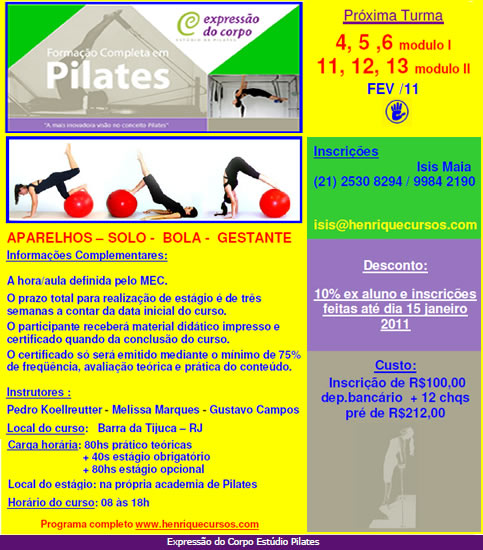 expressão
do corpo
ESTÚDIO DE PILATES
Formação Completa em
Pilates
"A mais inovadora visão no conceito Pilates"
APARELHOS – SOLO - BOLA - GESTANTE
Informações Complementares:
A hora/aula definida pelo MEC.
O prazo total para realização de estágio é de três
semanas a contar da data inicial do curso.
O participante receberá material didático impresso e
certificado quando da conclusão do curso.
O certificado só será emitido mediante o mínimo de 75%
de freqüência, avaliação teórica e prática do conteúdo.
Instrutores :
Pedro Koellreutter - Melissa Marques - Gustavo Campos
Local do curso: Barra da Tijuca – RJ
Carga horária: 80hs prático teóricas
+ 40s estágio obrigatório
+ 80hs estágio opcional
Local do estágio: na própria academia de Pilates
Horário do curso: 08 às 18h
Programa completo www.henriquecursos.com
Próxima Turma
4, 5 ,6 modulo I
11, 12, 13 modulo II
FEV /11
Inscrições
Isis Maia
(21) 2530 8294 / 9984 2190
isis@henriquecursos.com
Desconto:
10% ex aluno e inscrições
feitas até dia 15 janeiro
2011
Custo:
Inscrição de R$100,00
dep.bancário + 12 chqs
pré de R$212,00
Expressão do Corpo Estúdio Pilates